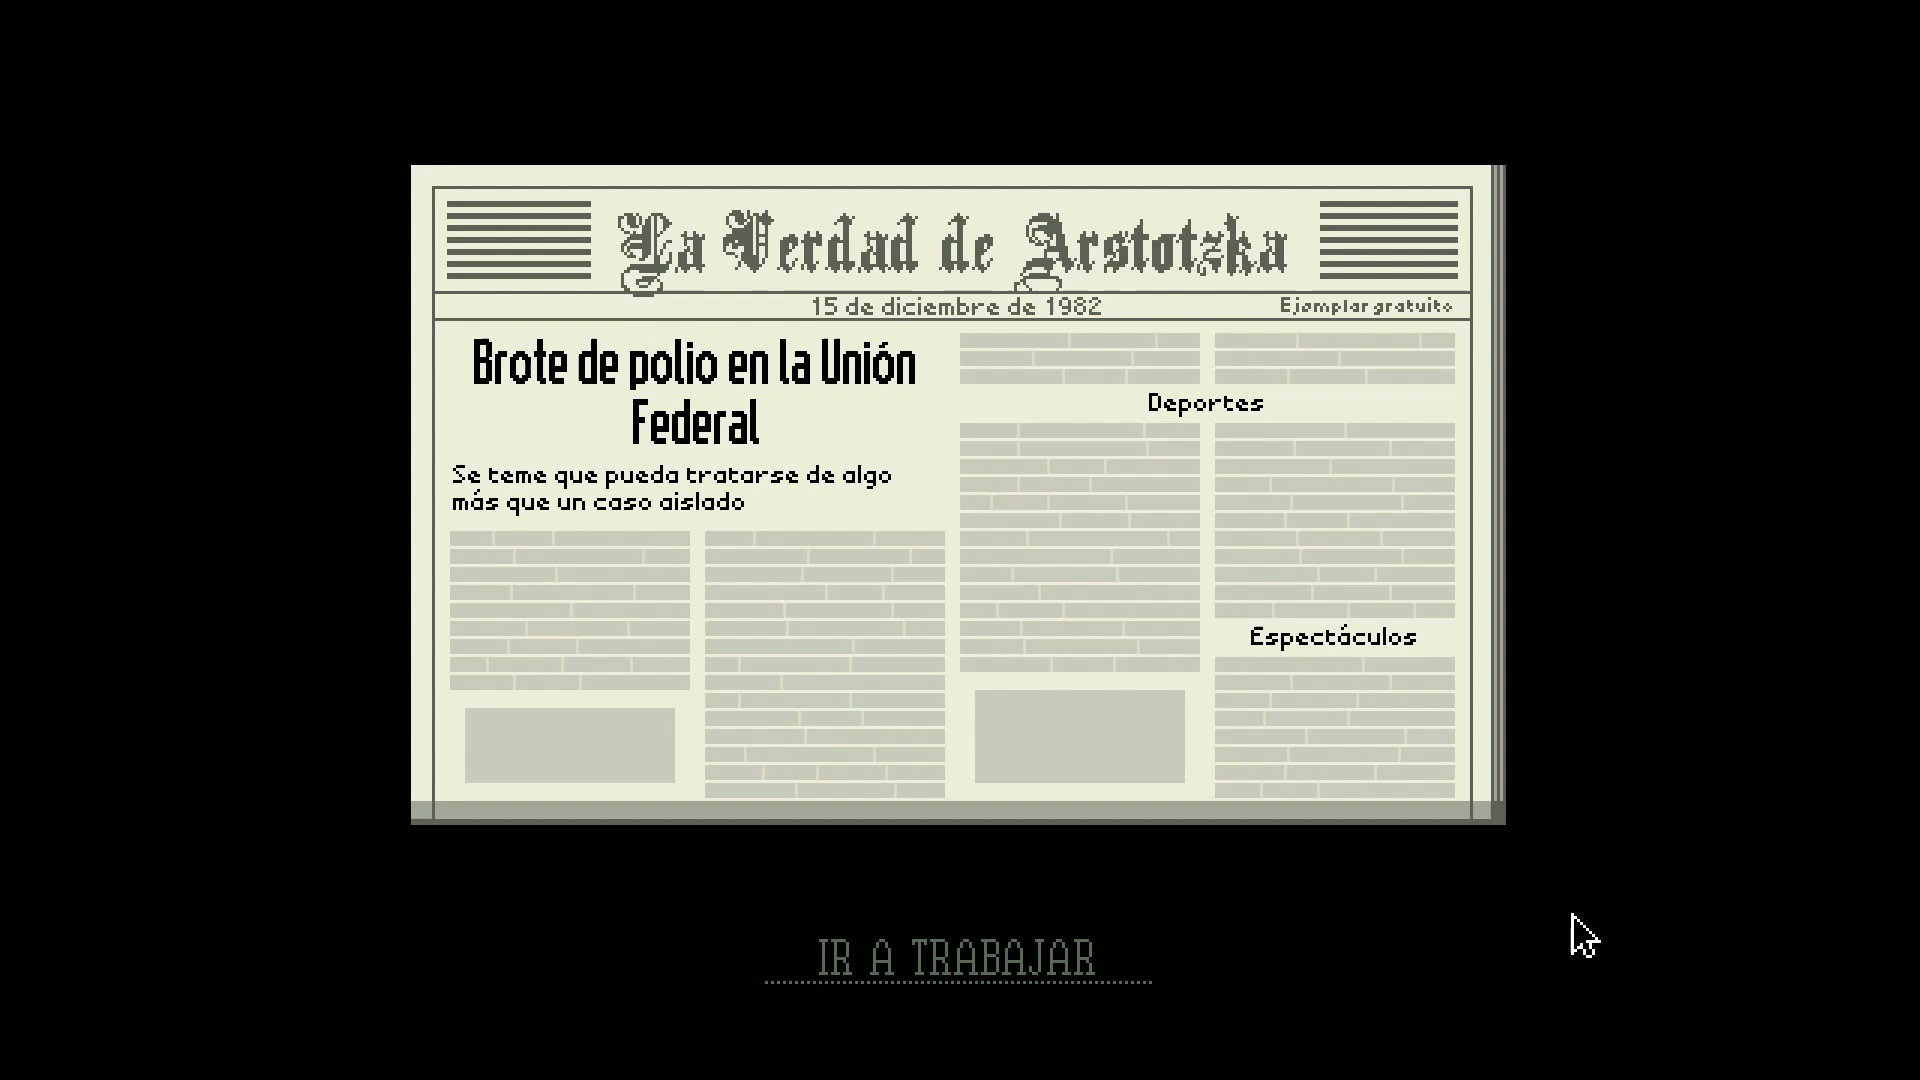 La Verdad de Arstotzka
15 de diciembre de 1982
Ejemplar gratuito
Brote de polio en la Unión
Federal
Se teme que pueda tratarse de algo
más que un caso aislado
Deportes
Espectáculos
IR A TRABAJAR